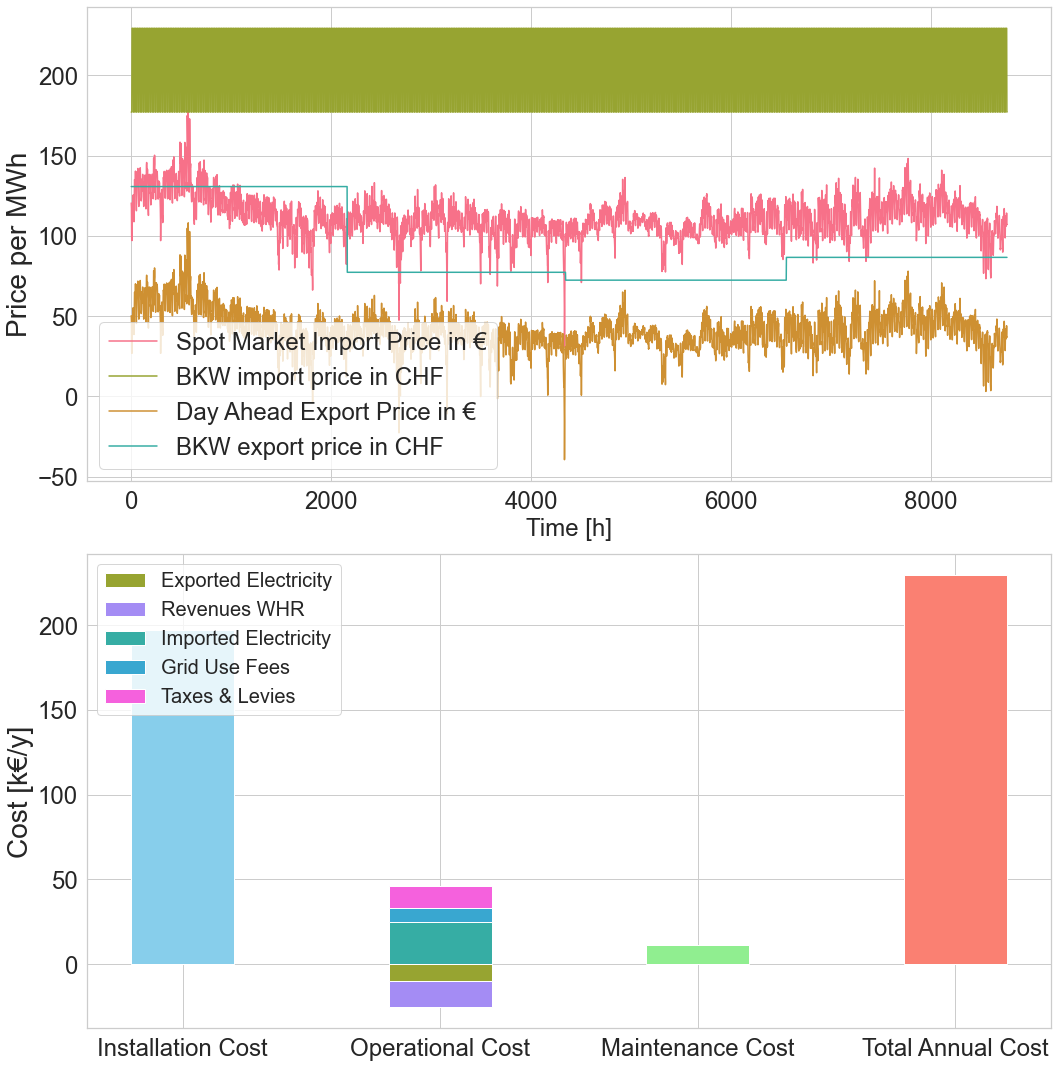 200
150
100
50
0
−50
Price per MWh
Spot Market Import Price in €
BKW import price in CHF
Day Ahead Export Price in €
BKW export price in CHF
0 2000 4000 6000 8000
Time [h]
200
150
100
50
0
Cost [k€/y]
Exported Electricity
Revenues WHR
Imported Electricity
Grid Use Fees
Taxes & Levies
Installation Cost Operational Cost Maintenance Cost Total Annual Cost